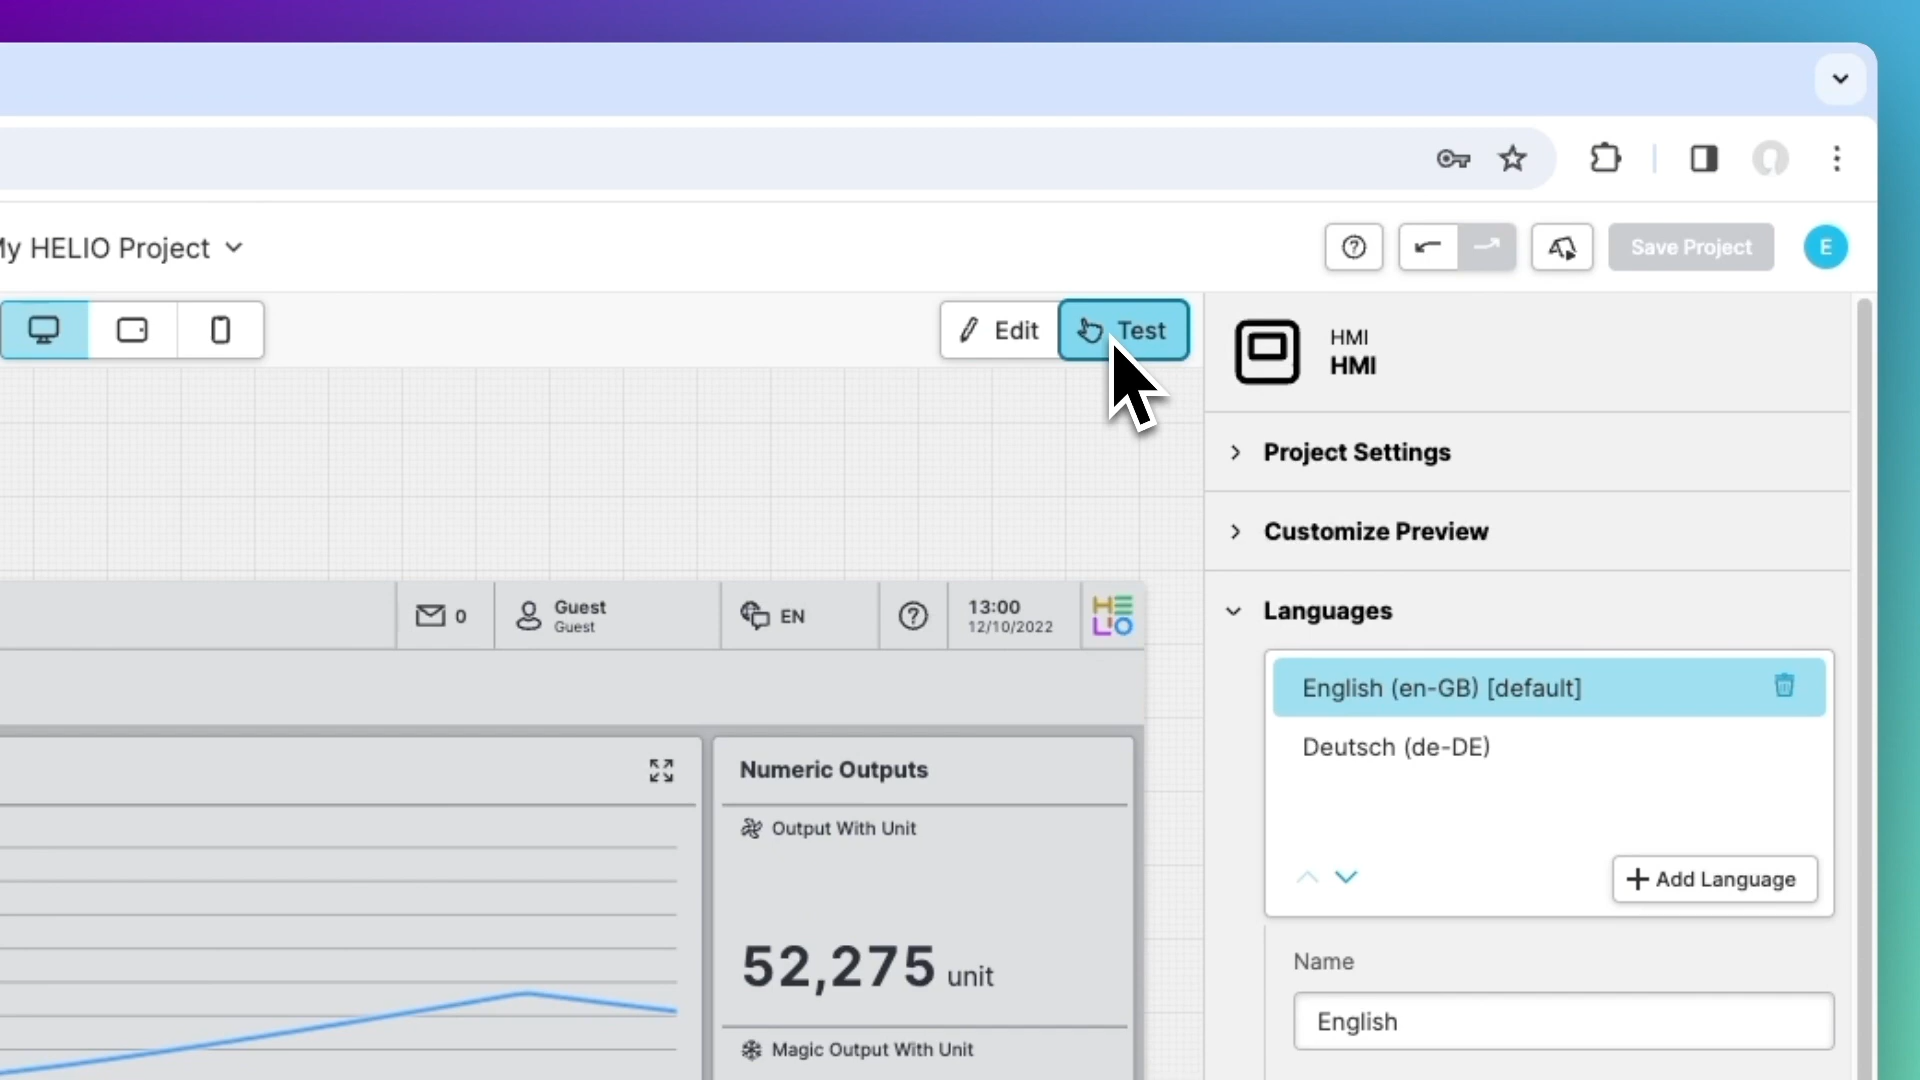 My HELIO Project
Save Project
E
Edit
Test
HMI
HMI
Project Settings
Customize Preview
Languages
English (en-GB) [default]
Deutsch (de-DE)
Add Language
Name
English
0
Guest
Guest
EN
13:00
12/10/2022
HELIO
Numeric Outputs
Output With Unit
52,275 unit
Magic Output With Unit